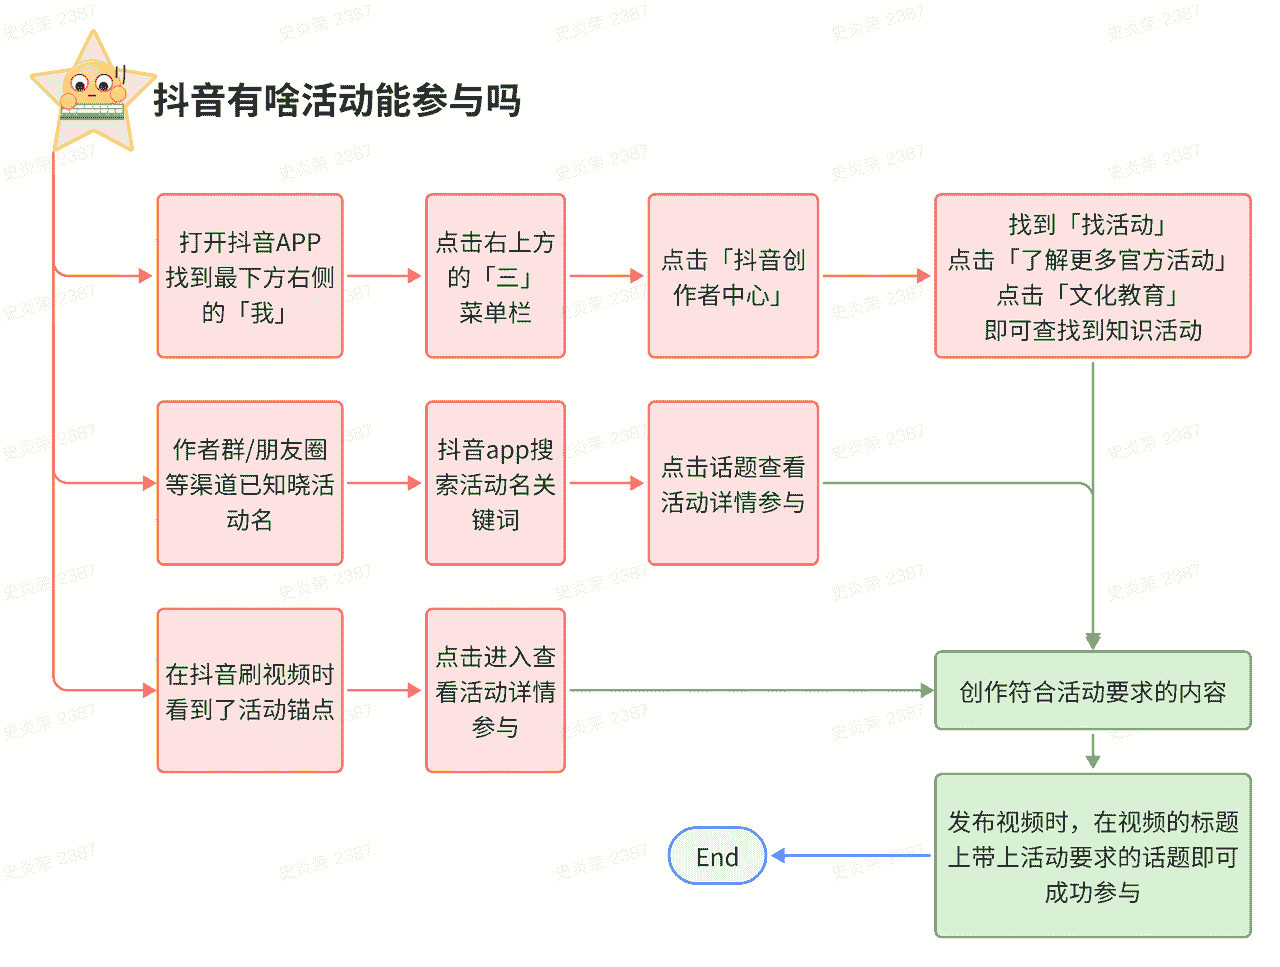 抖音有啥活动能参与吗
打开抖音APP
找到最下方右侧
的「我」
点击右上方
的「三」
菜单栏
点击「抖音创
作者中心」
找到「找活动」
点击「了解更多官方活动」
点击「文化教育」
即可查找到知识活动
作者群/朋友圈
等渠道已知晓活
动名
抖音app搜
索活动名关
键词
点击话题查看
活动详情参与
在抖音刷视频时
看到了活动锚点
点击进入查
看活动详情
参与
创作符合活动要求的内容
发布视频时，在视频的标题
上带上活动要求的话题即可
成功参与
End
史炎荣 2387